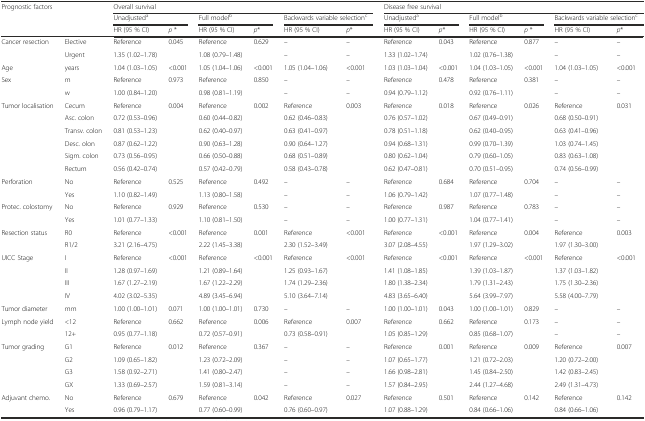 Prognostic factors Overall survival Disease free survival
Unadjusted^a Full model^b Backwards variable selection^c Unadjusted^a Full model^b Backwards variable selection^c
HR (95 % CI) p * HR (95 % CI) p* HR (95 % CI) p* HR (95 % CI) p* HR (95 % CI) p * HR (95 % CI) p*
Cancer resection Elective Reference 0.045 Reference 0.629 – – Reference 0.043 Reference 0.877 – –
Urgent 1.35 (1.02–1.78) 1.08 (0.79–1.48) – – 1.33 (1.02–1.74) 1.02 (0.76–1.38) – –
Age years 1.04 (1.03–1.05) <0.001 1.05 (1.04–1.06) <0.001 1.05 (1.04–1.06) <0.001 1.03 (1.03–1.04) <0.001 1.04 (1.03–1.05) <0.001 1.04 (1.03–1.05) <0.001
Sex m Reference 0.973 Reference 0.850 – – Reference 0.478 Reference 0.381 – –
w 1.00 (0.84–1.20) 0.98 (0.81–1.19) – – 0.94 (0.79–1.12) 0.92 (0.76–1.11) – –
Tumor localisation Cecum Reference 0.004 Reference 0.002 Reference 0.003 Reference 0.018 Reference 0.026 Reference 0.031
Asc. colon 0.72 (0.53–0.96) 0.60 (0.44–0.82) 0.62 (0.46–0.83) 0.76 (0.57–1.02) 0.67 (0.49–0.91) 0.68 (0.50–0.91)
Transv. colon 0.81 (0.53–1.23) 0.62 (0.40–0.97) 0.63 (0.41–0.97) 0.78 (0.51–1.18) 0.62 (0.40–0.95) 0.63 (0.41–0.96)
Desc. olon 0.87 (0.62–1.22) 0.90 (0.63–1.28) 0.90 (0.64–1.27) 0.94 (0.68–1.31) 0.99 (0.70–1.39) 1.03 (0.74–1.45)
Sigm. colon 0.73 (0.56–0.95) 0.66 (0.50–0.88) 0.68 (0.51–0.89) 0.80 (0.62–1.04) 0.79 (0.60–1.05) 0.83 (0.63–1.08)
Rectum 0.56 (0.42–0.74) 0.57 (0.42–0.79) 0.58 (0.43–0.78) 0.62 (0.47–0.81) 0.70 (0.51–0.95) 0.74 (0.56–0.99)
Perforation No Reference 0.525 Reference 0.492 – – Reference 0.684 Reference 0.704 – –
Yes 1.10 (0.82–1.49) 1.13 (0.80–1.58) – – 1.06 (0.79–1.42) 1.07 (0.77–1.48) – –
Protec. colostomy No Reference 0.929 Reference 0.530 – – Reference 0.987 Reference 0.783 – –
Yes 1.01 (0.77–1.33) 1.10 (0.81–1.50) – – 1.00 (0.77–1.31) 1.04 (0.77–1.41) – –
Resection status R0 Reference <0.001 Reference 0.001 Reference <0.001 Reference <0.001 Reference 0.004 Reference 0.003
R1/2 3.21 (2.16–4.75) 2.22 (1.45–3.38) 2.30 (1.52–3.49) 3.07 (2.08–4.55) 1.97 (1.29–3.02) 1.97 (1.30–3.00)
UICC Stage I Reference <0.001 Reference <0.001 Reference <0.001 Reference <0.001 Reference <0.001 Reference <0.001
II 1.28 (0.97–1.69) 1.21 (0.89–1.64) 1.25 (0.93–1.67) 1.41 (1.08–1.85) 1.39 (1.03–1.87) 1.37 (1.03–1.82)
III 1.67 (1.27–2.19) 1.67 (1.22–2.29) 1.74 (1.29–2.36) 1.80 (1.38–2.34) 1.79 (1.31–2.43) 1.75 (1.30–2.36)
IV 4.02 (3.02–5.35) 4.89 (3.45–6.94) 5.10 (3.64–7.14) 4.83 (3.65–6.40) 5.64 (3.99–7.97) 5.58 (4.00–7.79)
Tumor diameter mm 1.00 (1.00–1.01) 0.071 1.00 (1.00–1.01) 0.730 – – 1.00 (1.00–1.01) 0.043 1.00 (1.00–1.01) 0.829 – –
Lymph node yield <12 Reference 0.662 Reference 0.006 Reference 0.007 Reference 0.662 Reference 0.173 – –
12+ 0.95 (0.77–1.18) 0.72 (0.57–0.91) 0.73 (0.58–0.91) 1.05 (0.85–1.29) 0.85 (0.68–1.07) – –
Tumor grading G1 Reference 0.012 Reference 0.367 – – Reference 0.001 Reference 0.009 Reference 0.007
G2 1.09 (0.65–1.82) 1.23 (0.72–2.09) – – 1.07 (0.65–1.77) 1.21 (0.72–2.03) 1.20 (0.72–2.00)
G3 1.58 (0.92–2.71) 1.41 (0.80–2.47) – – 1.66 (0.98–2.81) 1.45 (0.84–2.50) 1.42 (0.83–2.45)
GX 1.33 (0.69–2.57) 1.59 (0.81–3.14) – – 1.57 (0.84–2.95) 2.44 (1.27–4.68) 2.49 (1.31–4.73)
Adjuvant chemo. No Reference 0.679 Reference 0.042 Reference 0.027 Reference 0.501 Reference 0.142 Reference 0.142
Yes 0.96 (0.79–1.17) 0.77 (0.60–0.99) 0.76 (0.60–0.97) 1.07 (0.88–1.29) 0.84 (0.66–1.06) 0.84 (0.66–1.06)